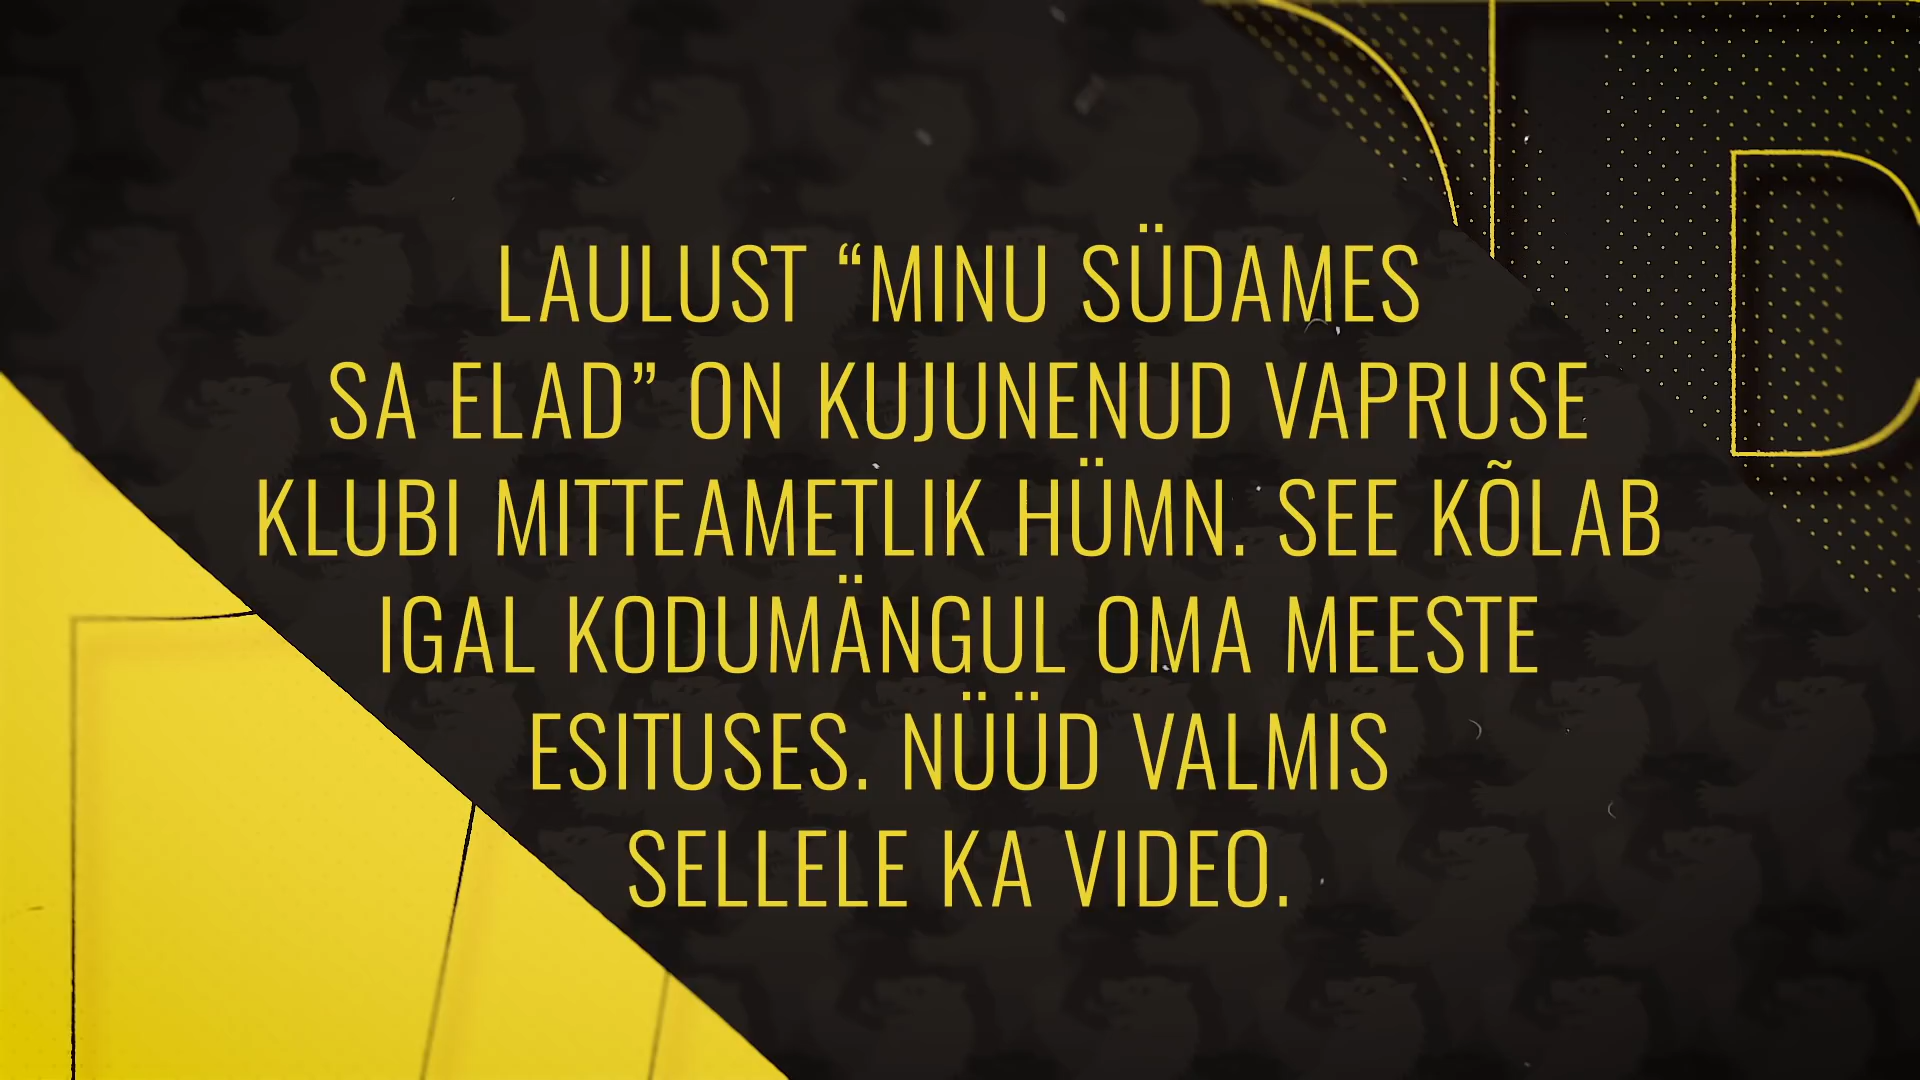 LAULUST “MINU SÜDAMES
SA ELAD” ON KUJUNENUD VAPRUSE
KLUBI MITTEAMETLIK HÜMN. SEE KÕLAB
IGAL KODUMÄNGUL OMA MEESTE
ESITUSES. NÜÜD VALMIS
SELLELE KA VIDEO.